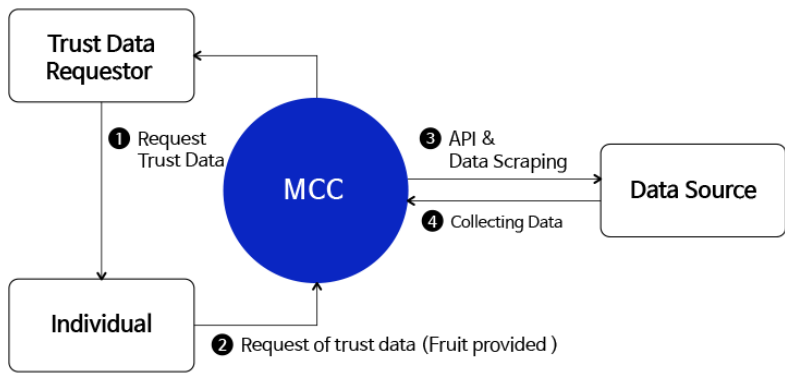 Trust Data
Requestor
❶ Request
Trust Data
MCC
❸ API &
Data Scraping
Data Source
❹ Collecting Data
Individual
❷ Request of trust data (Fruit provided )